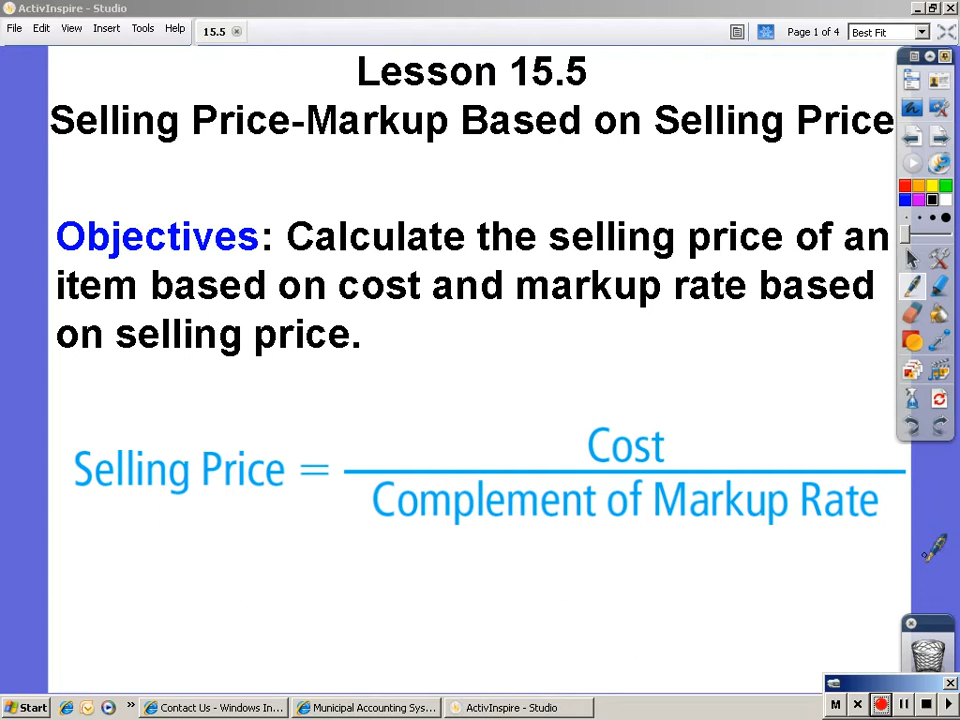 ActivInspire - Studio
File Edit View Insert Tools Help
15.5
Page 1 of 4
Best Fit
Lesson 15.5
Selling Price-Markup Based on Selling Price
Objectives: Calculate the selling price of an
item based on cost and markup rate based
on selling price.
Selling Price = Cost
Complement of Markup Rate
M
Start
Contact Us - Windows In...
Municipal Accounting Sys...
ActivInspire - Studio